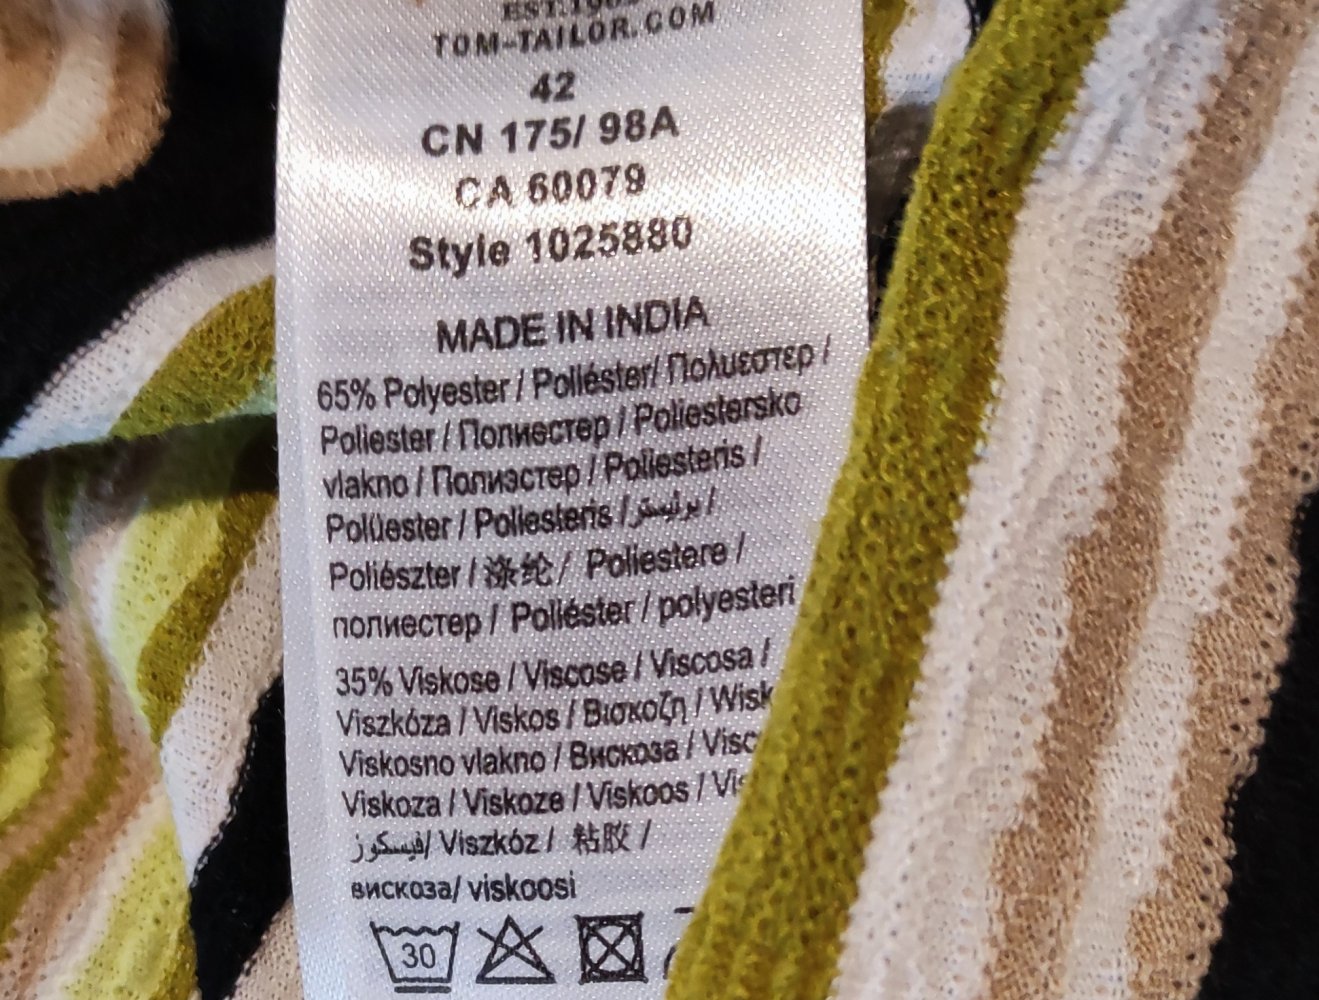 TOM-TAILOR.COM
42
CN 175/ 98A
CA 60079
Style 1025880
MADE IN INDIA
65% Polyester / Poliéster/ Πολυεστερ /
Poliester / Полиестер / Poliestersko
vlakno / Полиэстер / Poliesteris /
Polüester / Poliesteris /
Poliészter / 涤纶 / Poliestere /
полиестер / Poliéster / polyesteri
35% Viskose / Viscose / Viscosa /
Viszkóza / Viskos / Βισκοζη /
Viskosno vlakno / Вискоза /
Viskoza / Viskoze / Viskoos /
فيسكوز/ Viszkóz / 粘胶 /
вискоза/ viskoosi
30